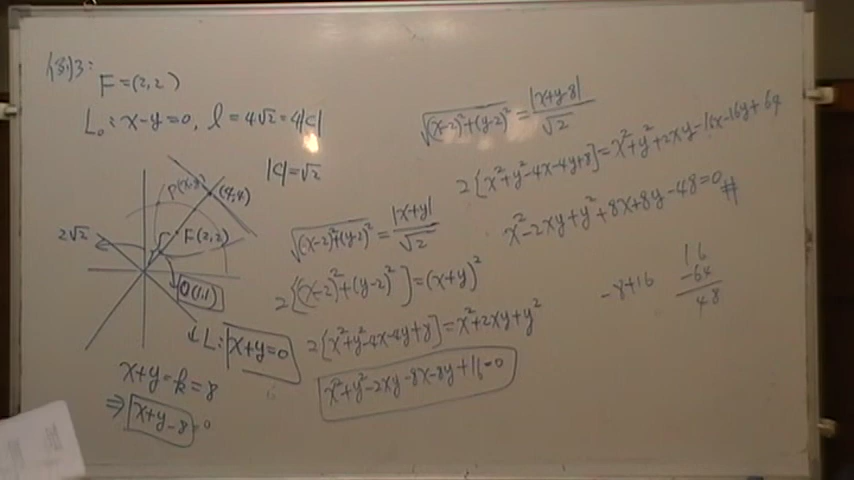 例3:
F=(2,2)
L₀: x-y=0, l=4√2=4|c|
|c|=√2
P(x,y)
(4,4)
2√2
F(2,2)
O(1,1)
L: x+y=0
x+y=k=8
⇒ x+y-8=0
√((x-2)²+(y-2)²) = |x+y|/√2
2[(x-2)²+(y-2)²]=(x+y)²
2[x²+y²-4x-4y+8]=x²+2xy+y²
x²+y²-2xy-8x-8y+16=0
√((x-2)²+(y-2)²) = |x+y-8|/√2
2[x²+y²-4x-4y+8]=x²+y²+2xy-16x-16y+64
x²-2xy+y²+8x+8y-48=0 #
-8+16
16
-64
48